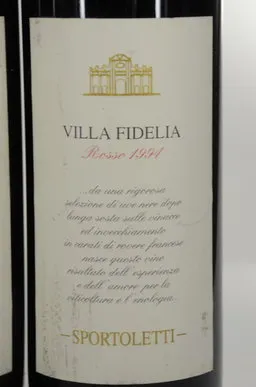 VILLA FIDELIA
Rosso 1994
...da una rigorosa
selezione di uve nere dopo
lunga sosta sulle vinacce
ed invecchiamento
in carati di rovere francese
nasce questo vino
risultato dell'esperienza
e dell'amore per la
viticoltura e l'enologia...
SPORTOLETTI